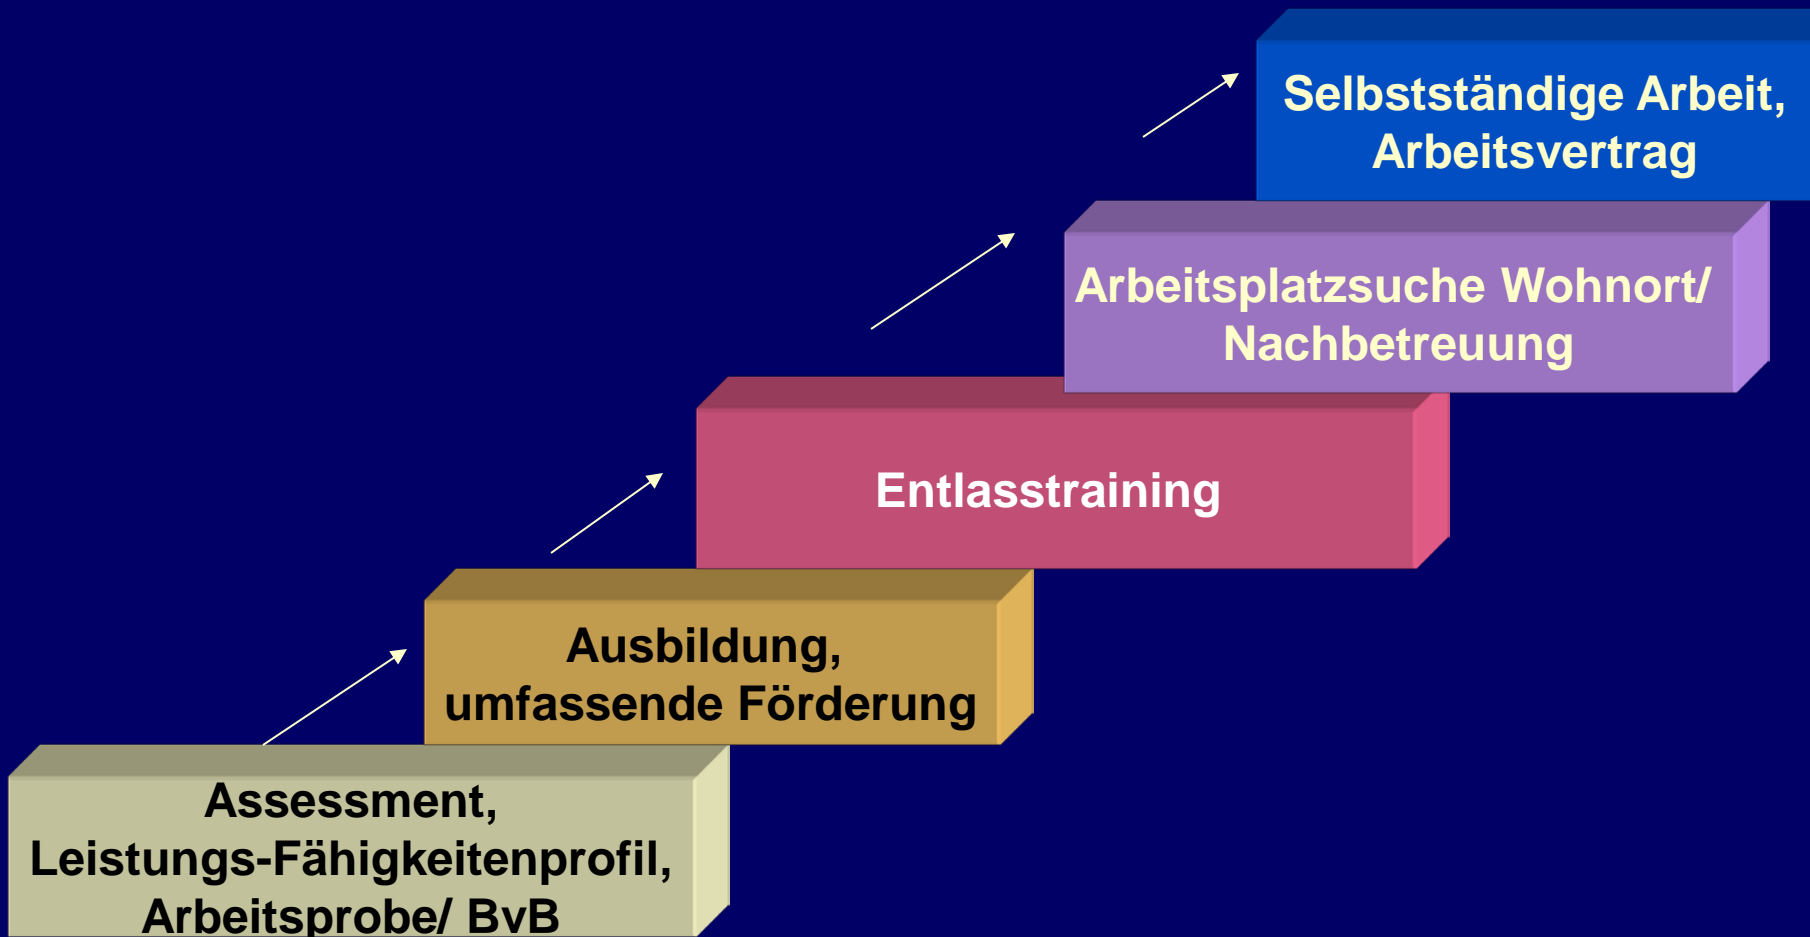 Selbstständige Arbeit,
Arbeitsvertrag
Arbeitsplatzsuche Wohnort/
Nachbetreuung
Entlasstraining
Ausbildung,
umfassende Förderung
Assessment,
Leistungs-Fähigkeitenprofil,
Arbeitsprobe/ BvB